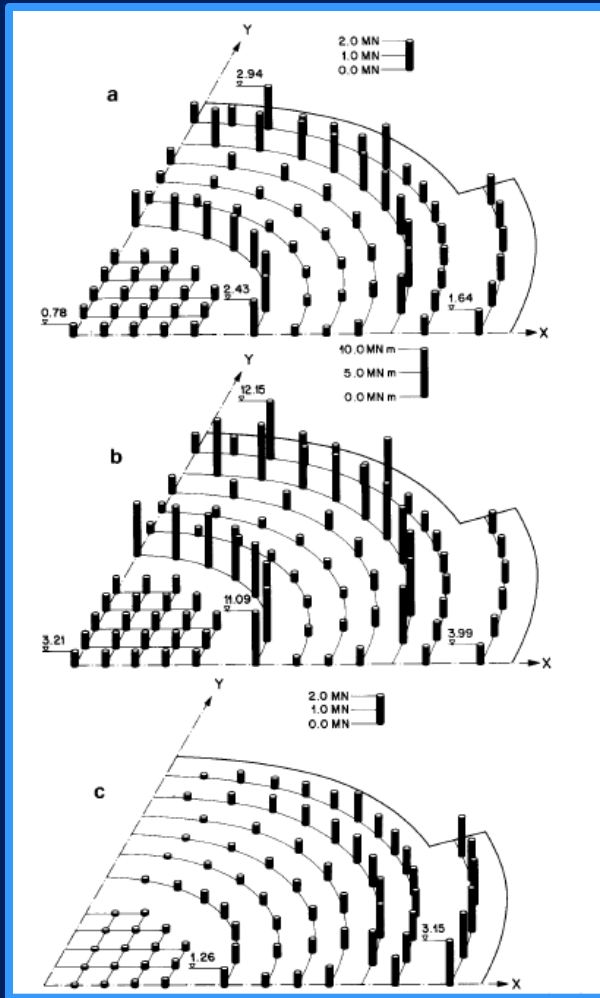 Y
2.0 MN
1.0 MN
0.0 MN
2.94
a
2.43
1.64
0.78
X
Y
10.0 MN m
5.0 MN m
0.0 MN m
12.15
b
11.09
3.99
3.21
X
Y
2.0 MN
1.0 MN
0.0 MN
c
3.15
1.26
X